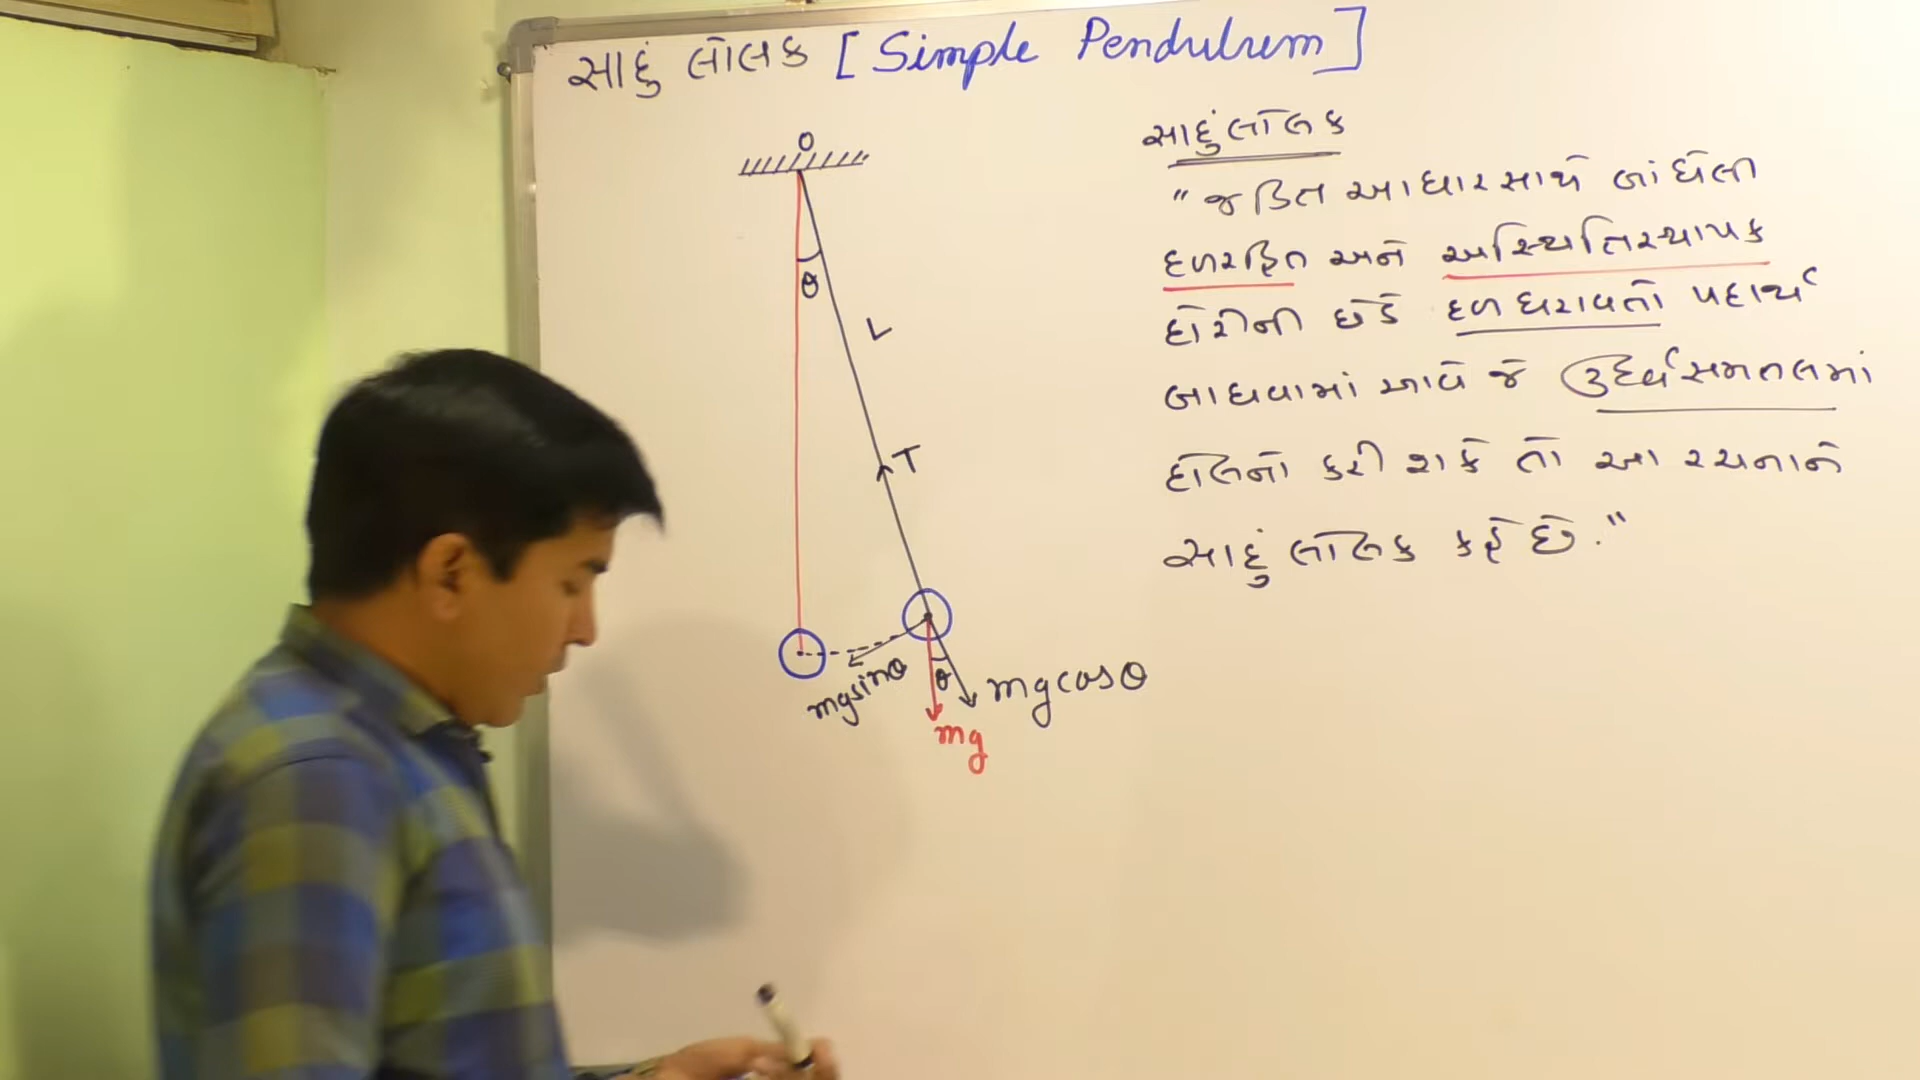 સાદું લોલક [Simple Pendulum]
O
θ
L
T
mgsinθ
θ
mgcosθ
mg
સાદુંલોલક
"જડિત આધાર સાથે બાંધેલી
દળરહિત અને અસ્થિતિસ્થાપક
દોરીની છેડે દળ ધરાવતો પદાર્થ
બાધવામાં આવે જે ઉર્ધ્વસમતલમાં
દોલનો કરી શકે તો આ રચનાને
સાદું લોલક કહે છે."